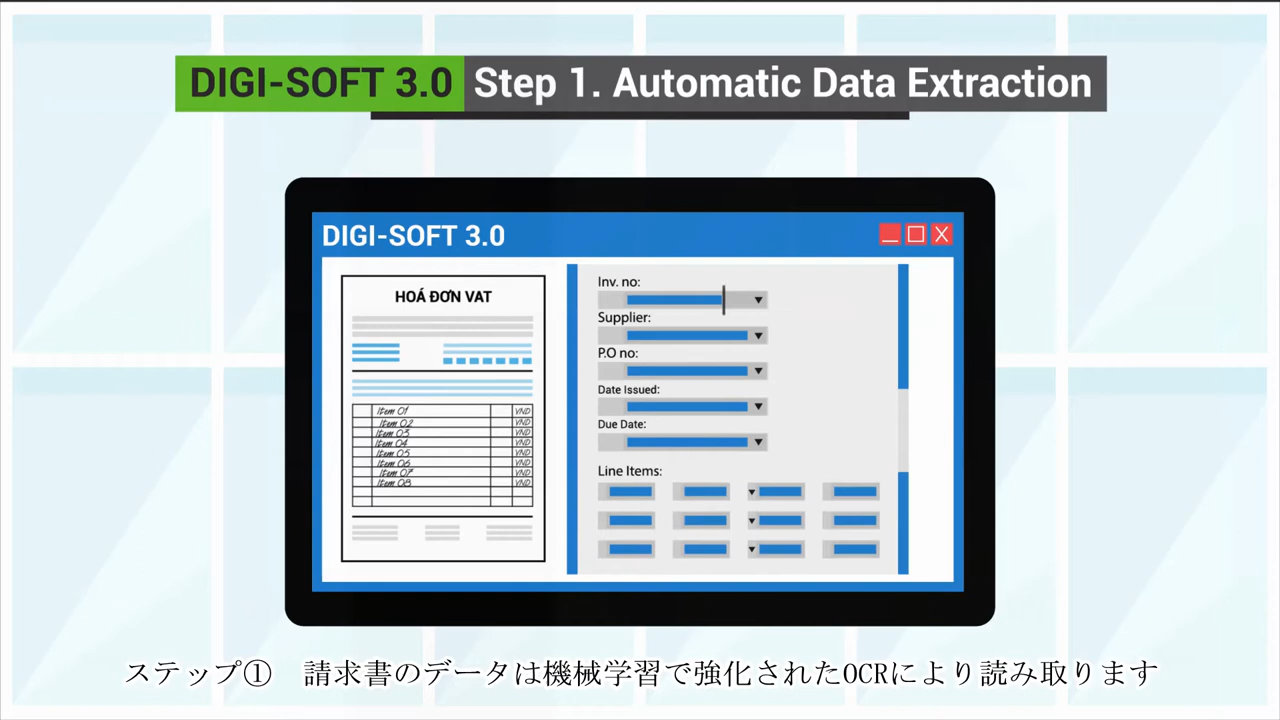 DIGI-SOFT 3.0 Step 1. Automatic Data Extraction
DIGI-SOFT 3.0
HOÁ ĐƠN VAT
Item 01 VND
Item 02 VND
Item 03 VND
Item 04 VND
Item 05 VND
Item 06 VND
Item 07 VND
Item 08 VND
Inv. no:
Supplier:
P.O no:
Date Issued:
Due Date:
Line Items:
ステップ① 請求書のデータは機械学習で強化されたOCRにより読み取ります